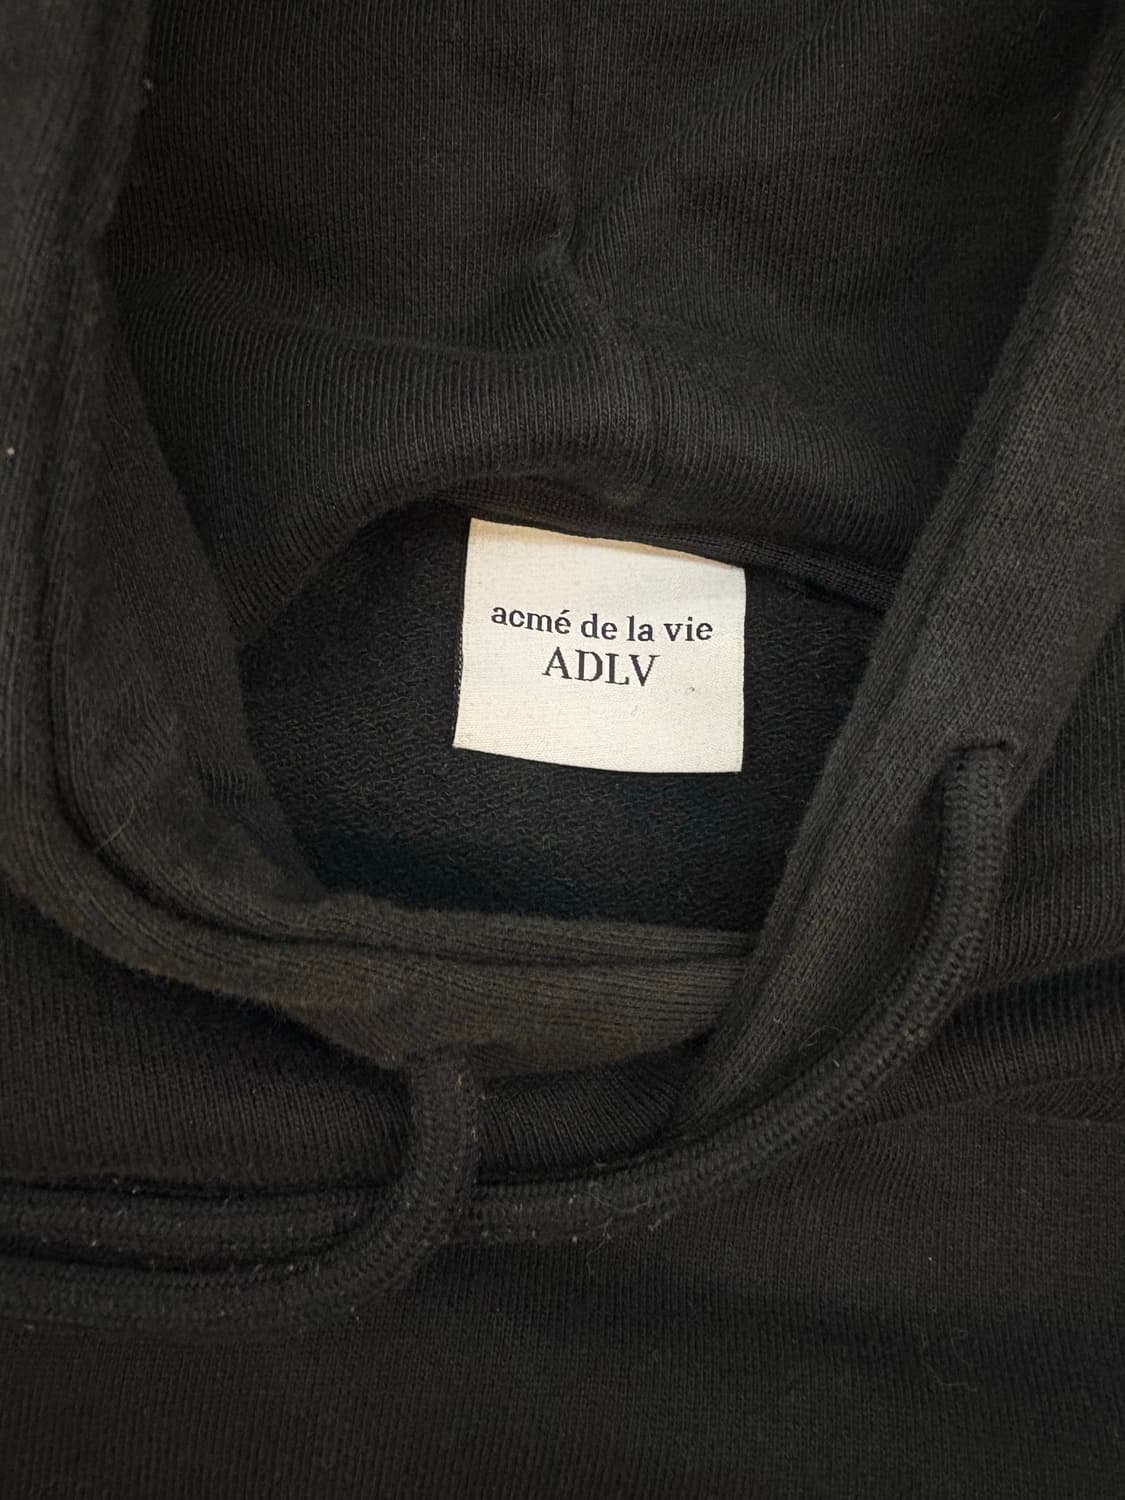 acmé de la vie
ADLV